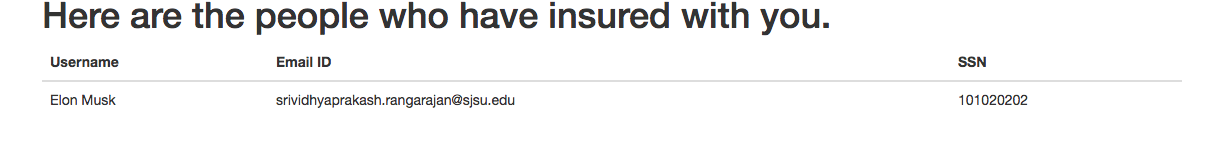 Here are the people who have insured with you.
Username Email ID SSN
Elon Musk srividhyaprakash.rangarajan@sjsu.edu 101020202